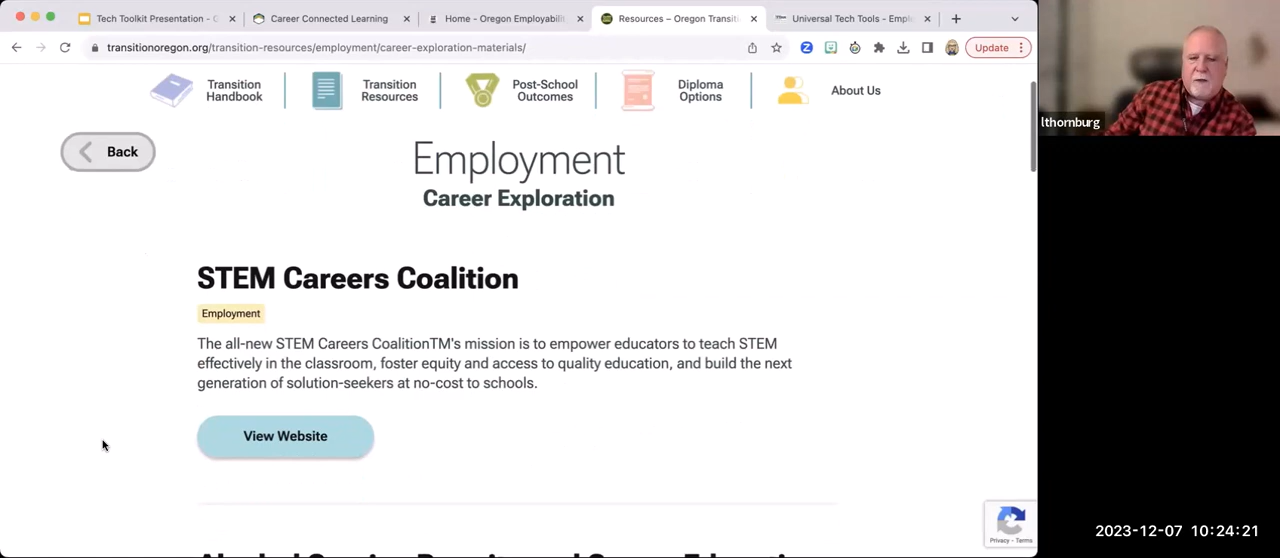 Tech Toolkit Presentation - G
Career Connected Learning
Home - Oregon Employabilit
Resources – Oregon Transiti
Universal Tech Tools - Emplo
transitionoregon.org/transition-resources/employment/career-exploration-materials/
Update
Transition
Handbook
Transition
Resources
Post-School
Outcomes
Diploma
Options
About Us
lthornburg
Back
Employment
Career Exploration
STEM Careers Coalition
Employment
The all-new STEM Careers CoalitionTM's mission is to empower educators to teach STEM
effectively in the classroom, foster equity and access to quality education, and build the next
generation of solution-seekers at no-cost to schools.
View Website
Privacy - Terms
2023-12-07 10:24:21